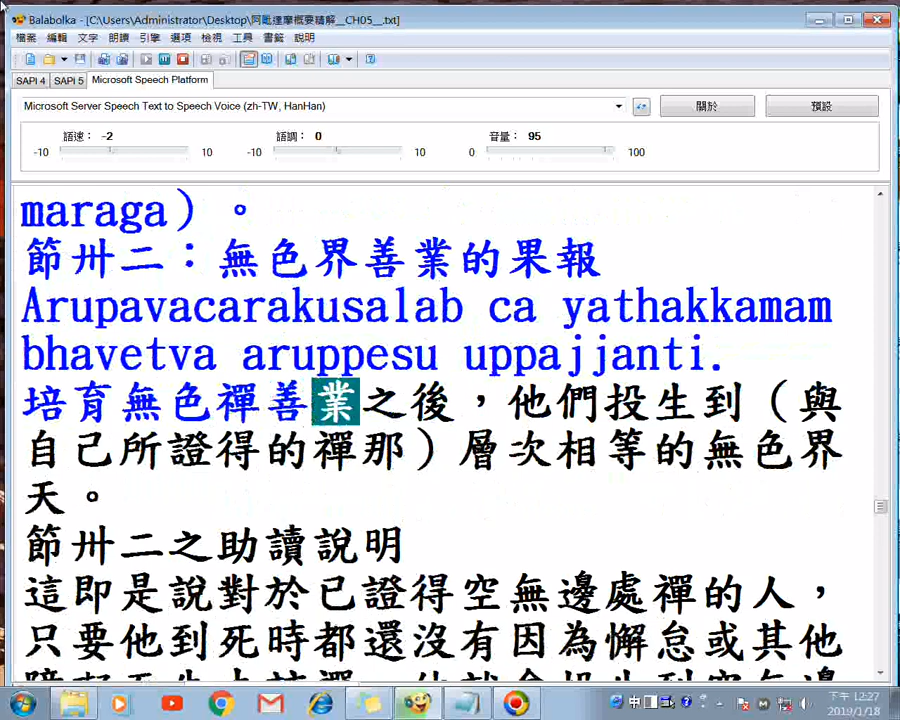 Balabolka - [C:\Users\Administrator\Desktop\阿毗達摩概要精解__CH05__.txt]
檔案 編輯 文字 朗讀 引擎 選項 檢視 工具 書籤 說明
SAPI 4 SAPI 5 Microsoft Speech Platform
Microsoft Server Speech Text to Speech Voice (zh-TW, HanHan) 關於 預設
語速： -2 語調： 0 音量： 95
-10 10 -10 10 0 100
maraga）。
節卅二：無色界善業的果報
Arupavacarakusalab ca yathakkamam
bhavetva aruppesu uppajjanti.
培育無色禪善業之後，他們投生到（與
自己所證得的禪那）層次相等的無色界
天。
節卅二之助讀說明
這即是說對於已證得空無邊處禪的人，
只要他到死時都還沒有因為懈怠或其他
下午 12:27
2019/1/18